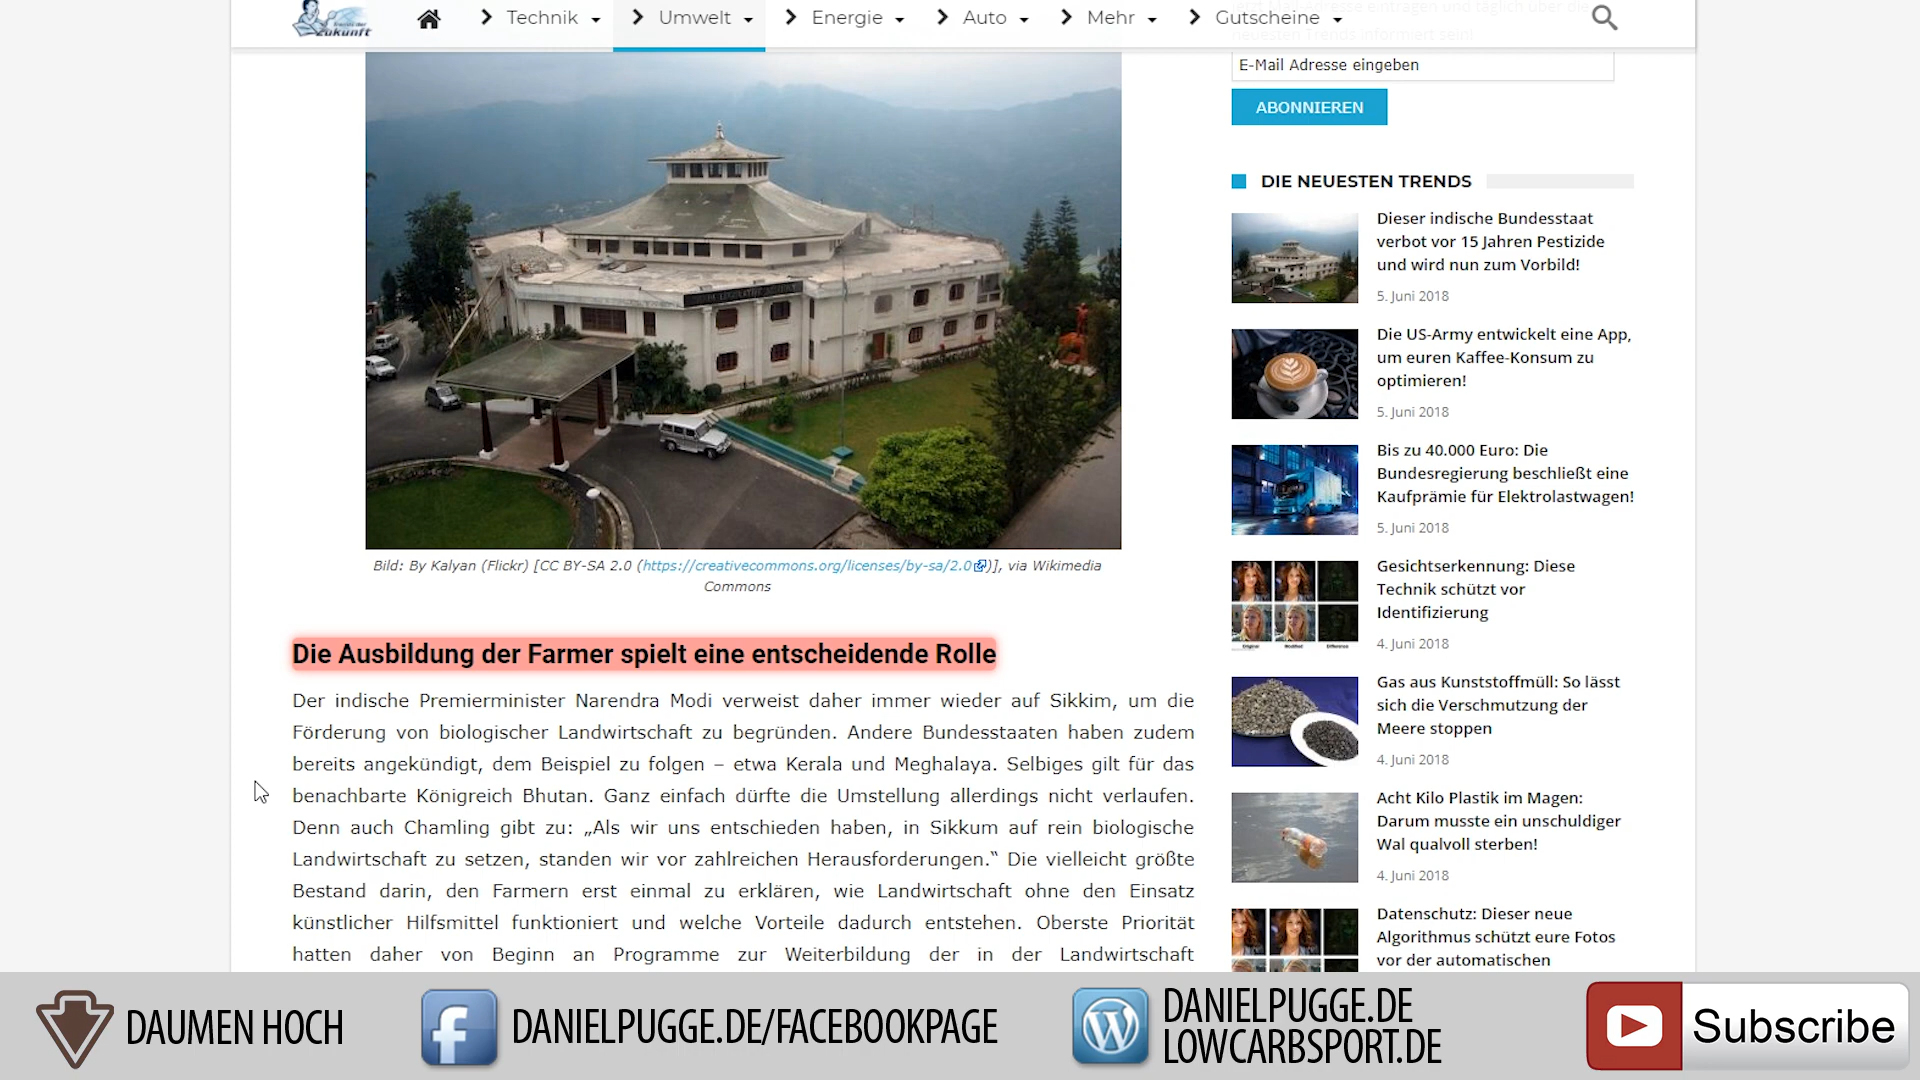 zukunft
Technik
Umwelt
Energie
Auto
Mehr
Gutscheine
neuesten Trends informiert sein!
E-Mail Adresse eingeben
ABONNIEREN
Bild: By Kalyan (Flickr) [CC BY-SA 2.0 (https://creativecommons.org/licenses/by-sa/2.0)], via Wikimedia
Commons
Die Ausbildung der Farmer spielt eine entscheidende Rolle
Der indische Premierminister Narendra Modi verweist daher immer wieder auf Sikkim, um die
Förderung von biologischer Landwirtschaft zu begründen. Andere Bundesstaaten haben zudem
bereits angekündigt, dem Beispiel zu folgen – etwa Kerala und Meghalaya. Selbiges gilt für das
benachbarte Königreich Bhutan. Ganz einfach dürfte die Umstellung allerdings nicht verlaufen.
Denn auch Chamling gibt zu: „Als wir uns entschieden haben, in Sikkum auf rein biologische
Landwirtschaft zu setzen, standen wir vor zahlreichen Herausforderungen.“ Die vielleicht größte
Bestand darin, den Farmern erst einmal zu erklären, wie Landwirtschaft ohne den Einsatz
künstlicher Hilfsmittel funktioniert und welche Vorteile dadurch entstehen. Oberste Priorität
hatten daher von Beginn an Programme zur Weiterbildung der in der Landwirtschaft
DIE NEUESTEN TRENDS
Dieser indische Bundesstaat
verbot vor 15 Jahren Pestizide
und wird nun zum Vorbild!
5. Juni 2018
Die US-Army entwickelt eine App,
um euren Kaffee-Konsum zu
optimieren!
5. Juni 2018
Bis zu 40.000 Euro: Die
Bundesregierung beschließt eine
Kaufprämie für Elektrolastwagen!
5. Juni 2018
Gesichtserkennung: Diese
Technik schützt vor
Identifizierung
4. Juni 2018
Gas aus Kunststoffmüll: So lässt
sich die Verschmutzung der
Meere stoppen
4. Juni 2018
Acht Kilo Plastik im Magen:
Darum musste ein unschuldiger
Wal qualvoll sterben!
4. Juni 2018
Datenschutz: Dieser neue
Algorithmus schützt eure Fotos
vor der automatischen
DAUMEN HOCH
DANIELPUGGE.DE/FACEBOOKPAGE
DANIELPUGGE.DE
LOWCARBSPORT.DE
Subscribe